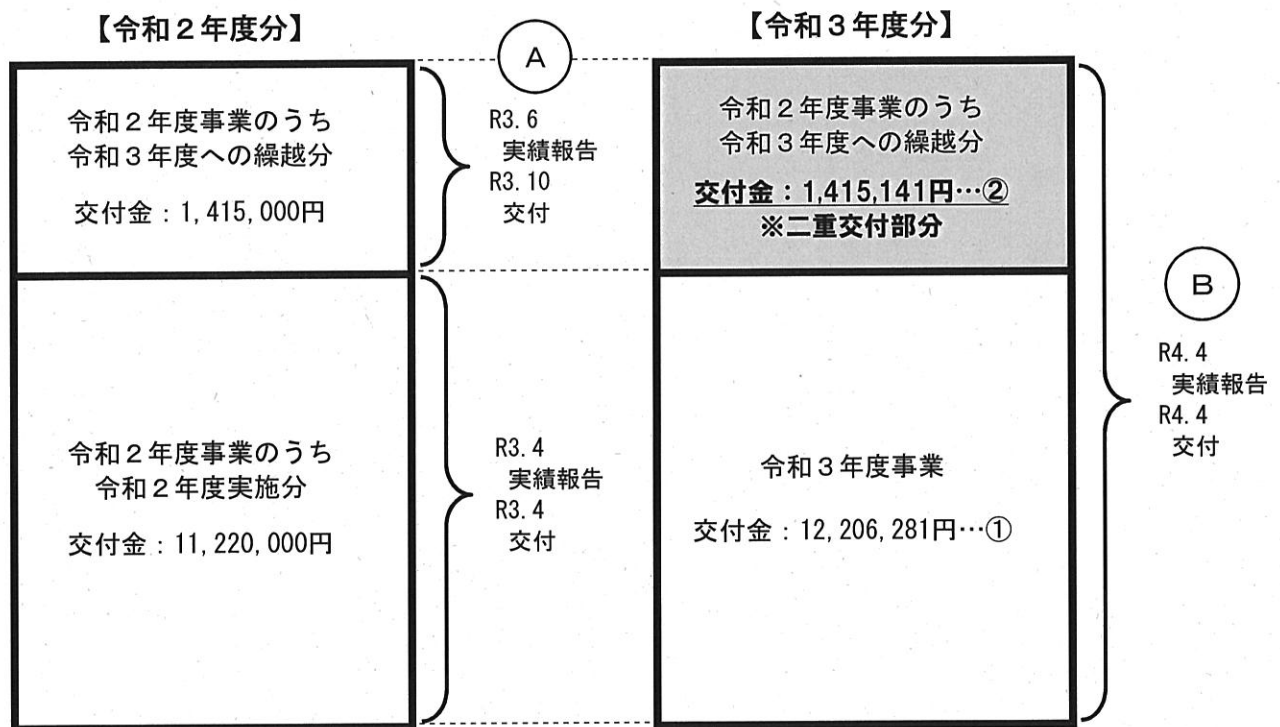 【令和２年度分】
令和２年度事業のうち
令和３年度への繰越分
交付金：1,415,000円
令和２年度事業のうち
令和２年度実施分
交付金：11,220,000円
A
R3.6
実績報告
R3.10
交付
R3.4
実績報告
R3.4
交付
【令和３年度分】
令和２年度事業のうち
令和３年度への繰越分
交付金：1,415,141円…②
※二重交付部分
令和３年度事業
交付金：12,206,281円…①
B
R4.4
実績報告
R4.4
交付